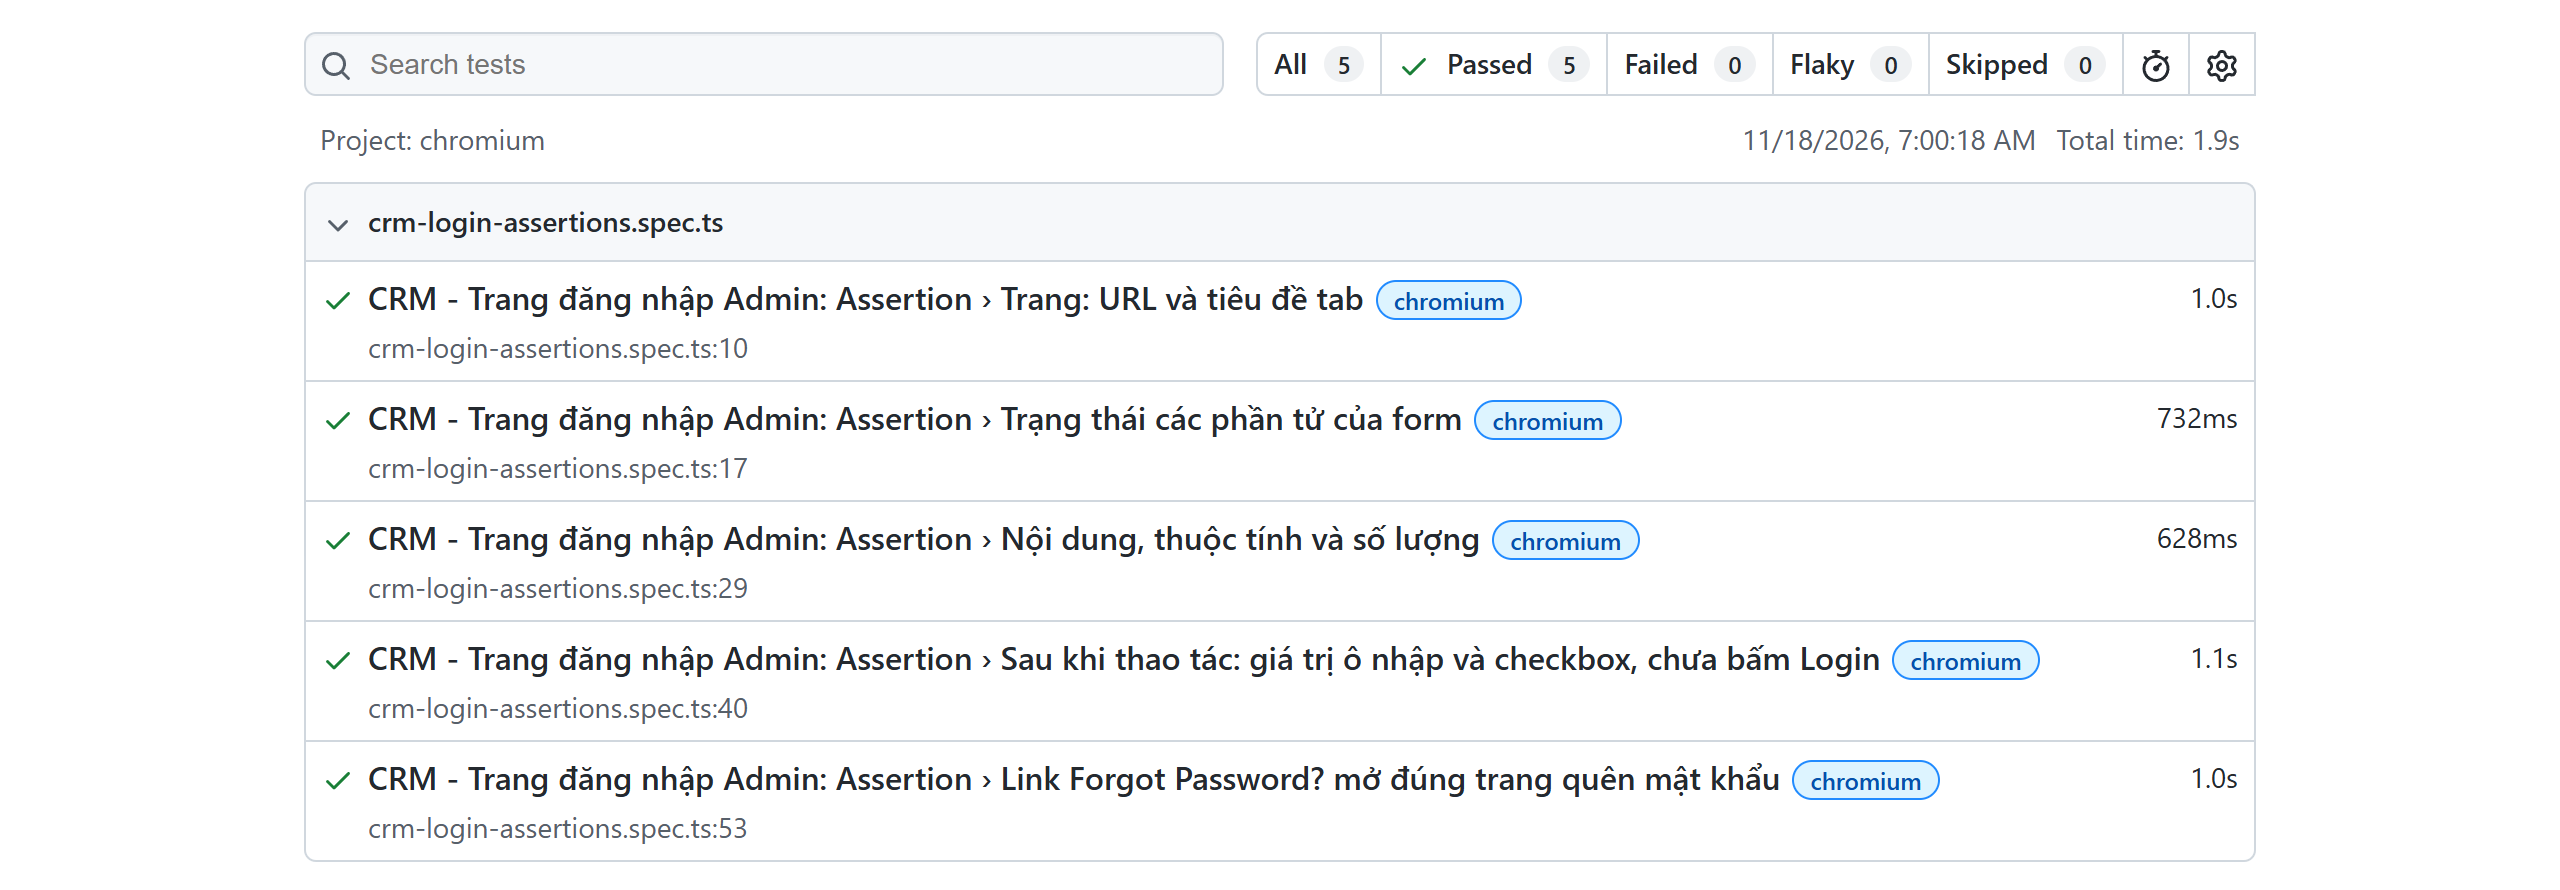 Search tests
All 5 Passed 5 Failed 0 Flaky 0 Skipped 0
Project: chromium
11/18/2026, 7:00:18 AM Total time: 1.9s
crm-login-assertions.spec.ts
CRM - Trang đăng nhập Admin: Assertion › Trang: URL và tiêu đề tab chromium 1.0s
crm-login-assertions.spec.ts:10
CRM - Trang đăng nhập Admin: Assertion › Trạng thái các phần tử của form chromium 732ms
crm-login-assertions.spec.ts:17
CRM - Trang đăng nhập Admin: Assertion › Nội dung, thuộc tính và số lượng chromium 628ms
crm-login-assertions.spec.ts:29
CRM - Trang đăng nhập Admin: Assertion › Sau khi thao tác: giá trị ô nhập và checkbox, chưa bấm Login chromium 1.1s
crm-login-assertions.spec.ts:40
CRM - Trang đăng nhập Admin: Assertion › Link Forgot Password? mở đúng trang quên mật khẩu chromium 1.0s
crm-login-assertions.spec.ts:53